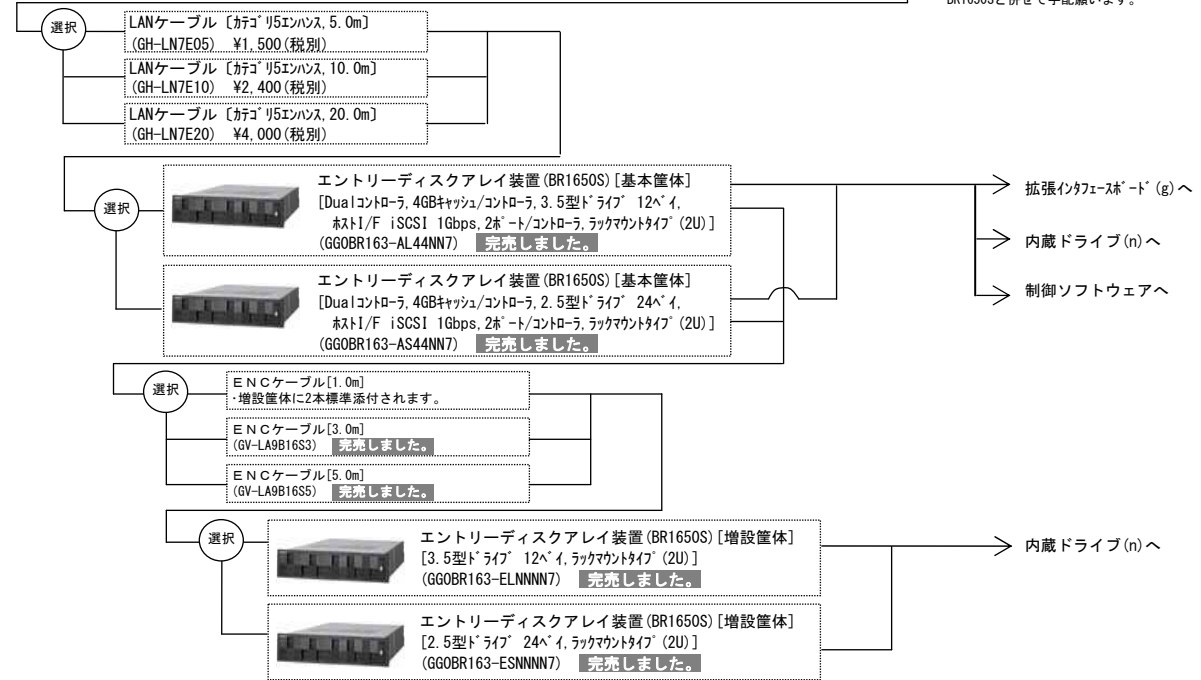 BR1650Sと併せて手配願います。
選択
LANケーブル〔ｶﾃｺﾞﾘ5ｴﾝﾊﾝｽ,5.0m〕
(GH-LN7E05) ¥1,500(税別)
LANケーブル〔ｶﾃｺﾞﾘ5ｴﾝﾊﾝｽ,10.0m〕
(GH-LN7E10) ¥2,400(税別)
LANケーブル〔ｶﾃｺﾞﾘ5ｴﾝﾊﾝｽ,20.0m〕
(GH-LN7E20) ¥4,000(税別)
選択
エントリーディスクアレイ装置(BR1650S)[基本筐体]
[Dualｺﾝﾄﾛｰﾗ,4GBｷｬｯｼｭ/ｺﾝﾄﾛｰﾗ,3.5型ﾄﾞﾗｲﾌﾞ 12ﾍﾞｲ,
ﾎｽﾄI/F iSCSI 1Gbps,2ﾎﾟｰﾄ/ｺﾝﾄﾛｰﾗ,ﾗｯｸﾏｳﾝﾄﾀｲﾌﾟ(2U)]
(GG0BR163-AL44NN7) 完売しました。
エントリーディスクアレイ装置(BR1650S)[基本筐体]
[Dualｺﾝﾄﾛｰﾗ,4GBｷｬｯｼｭ/ｺﾝﾄﾛｰﾗ,2.5型ﾄﾞﾗｲﾌﾞ 24ﾍﾞｲ,
ﾎｽﾄI/F iSCSI 1Gbps,2ﾎﾟｰﾄ/ｺﾝﾄﾛｰﾗ,ﾗｯｸﾏｳﾝﾄﾀｲﾌﾟ(2U)]
(GG0BR163-AS44NN7) 完売しました。
拡張ｲﾝﾀﾌｪｰｽﾎﾞｰﾄﾞ(g)へ
内蔵ドライブ(n)へ
制御ソフトウェアへ
選択
ＥＮＣケーブル[1.0m]
・増設筐体に2本標準添付されます。
ＥＮＣケーブル[3.0m]
(GV-LA9B16S3) 完売しました。
ＥＮＣケーブル[5.0m]
(GV-LA9B16S5) 完売しました。
選択
エントリーディスクアレイ装置(BR1650S)[増設筐体]
[3.5型ﾄﾞﾗｲﾌﾞ 12ﾍﾞｲ,ﾗｯｸﾏｳﾝﾄﾀｲﾌﾟ(2U)]
(GG0BR163-ELNNNN7) 完売しました。
エントリーディスクアレイ装置(BR1650S)[増設筐体]
[2.5型ﾄﾞﾗｲﾌﾞ 24ﾍﾞｲ,ﾗｯｸﾏｳﾝﾄﾀｲﾌﾟ(2U)]
(GG0BR163-ESNNNN7) 完売しました。
内蔵ドライブ(n)へ